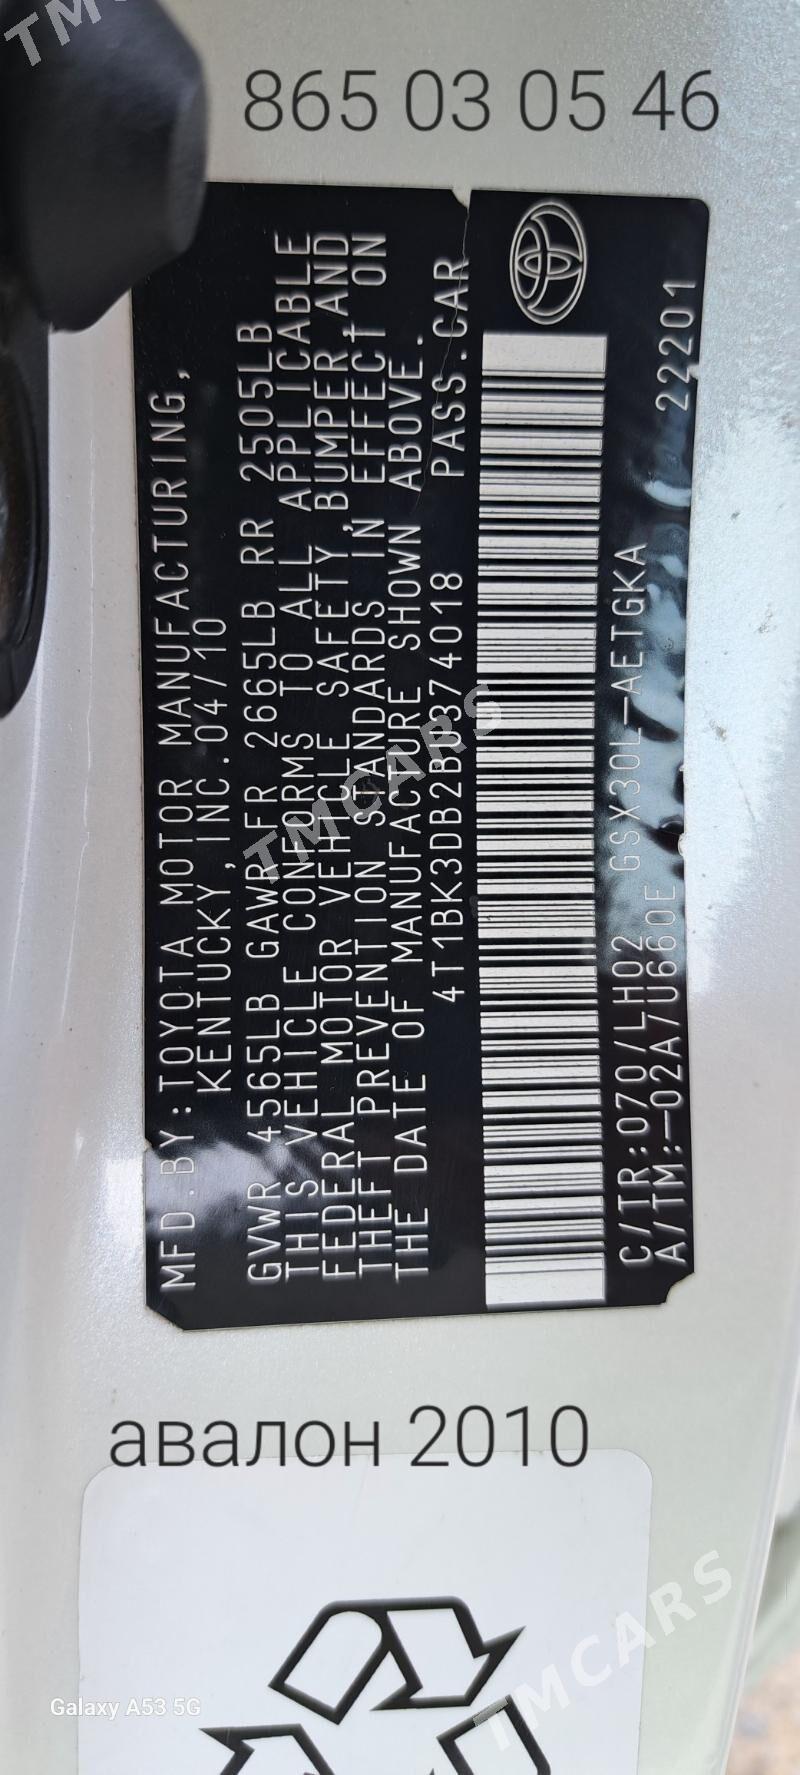 TMCARS
865 03 0 5 46
MFD.BY:TOYOTA MOTOR MANUFACTURING,
KENTUCKY,INC.04/10
GVWR 4565LB GAWR FR 2665LB RR 2505LB
THIS VEHICLE CONFORMS TO ALL APPLICABLE
FEDERAL MOTOR VEHICLE SAFETY,BUMPER,AND
THEFT PREVENTION STANDARDS IN EFFECT ON
THE DATE OF MANUFACTURE SHOWN ABOVE.
4T1BK3DB2BU374018 PASS.CAR
C/TR:070/LH02 GSX30L-AETGKA
A/TM:-02A/U660E 22201
TMCARS
авалон 2010
TMCARS
Galaxy A53 5G